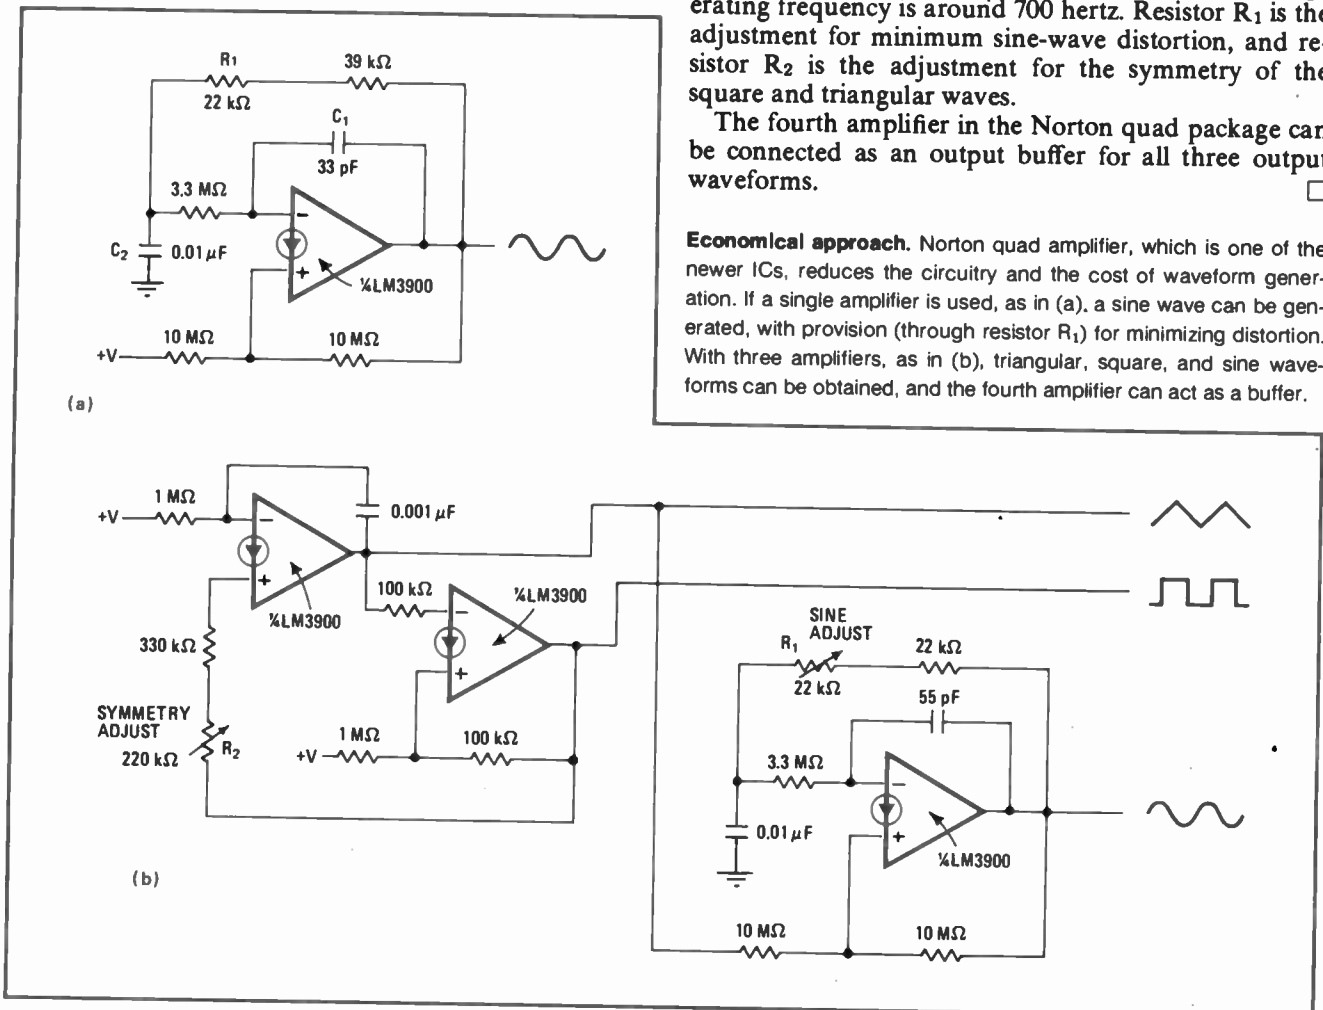 erating frequency is around 700 hertz. Resistor R1 is the
adjustment for minimum sine-wave distortion, and re-
sistor R2 is the adjustment for the symmetry of the
square and triangular waves.
The fourth amplifier in the Norton quad package can
be connected as an output buffer for all three output
waveforms.
Economical approach. Norton quad amplifier, which is one of the
newer ICs, reduces the circuitry and the cost of waveform gener-
ation. If a single amplifier is used, as in (a), a sine wave can be gen-
erated, with provision (through resistor R1) for minimizing distortion.
With three amplifiers, as in (b), triangular, square, and sine wave-
forms can be obtained, and the fourth amplifier can act as a buffer.
R1
22 kΩ
39 kΩ
C1
33 pF
3.3 MΩ
C2
0.01 μF
−
+
¼LM3900
10 MΩ
+V
10 MΩ
(a)
1 MΩ
+V
−
+
0.001 μF
¼LM3900
100 kΩ
¼LM3900
−
+
330 kΩ
SYMMETRY
ADJUST
220 kΩ
R2
1 MΩ
+V
100 kΩ
SINE
ADJUST
R1
22 kΩ
22 kΩ
55 pF
3.3 MΩ
0.01 μF
−
+
¼LM3900
10 MΩ
10 MΩ
(b)